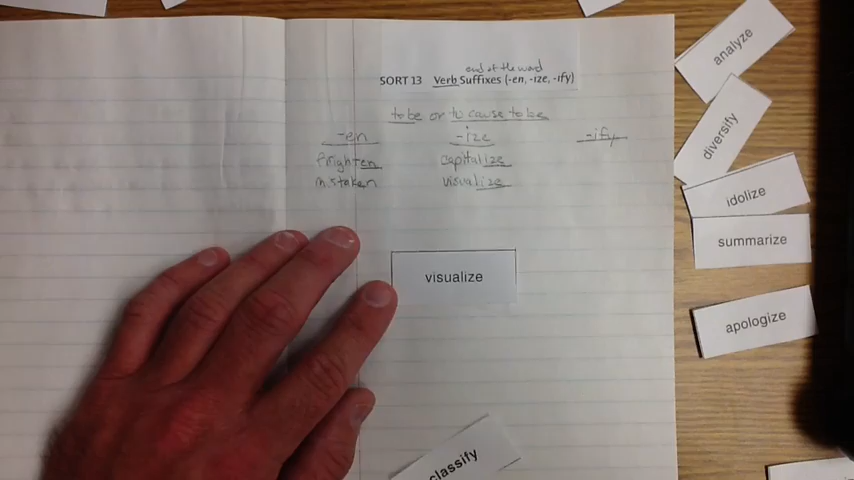 end of the word
SORT 13 Verb Suffixes (-en, -ize, -ify)
to be or to cause to be
-en -ize -ify
frighten capitalize
mistaken visualize
visualize
classify
analyze
diversify
idolize
summarize
apologize